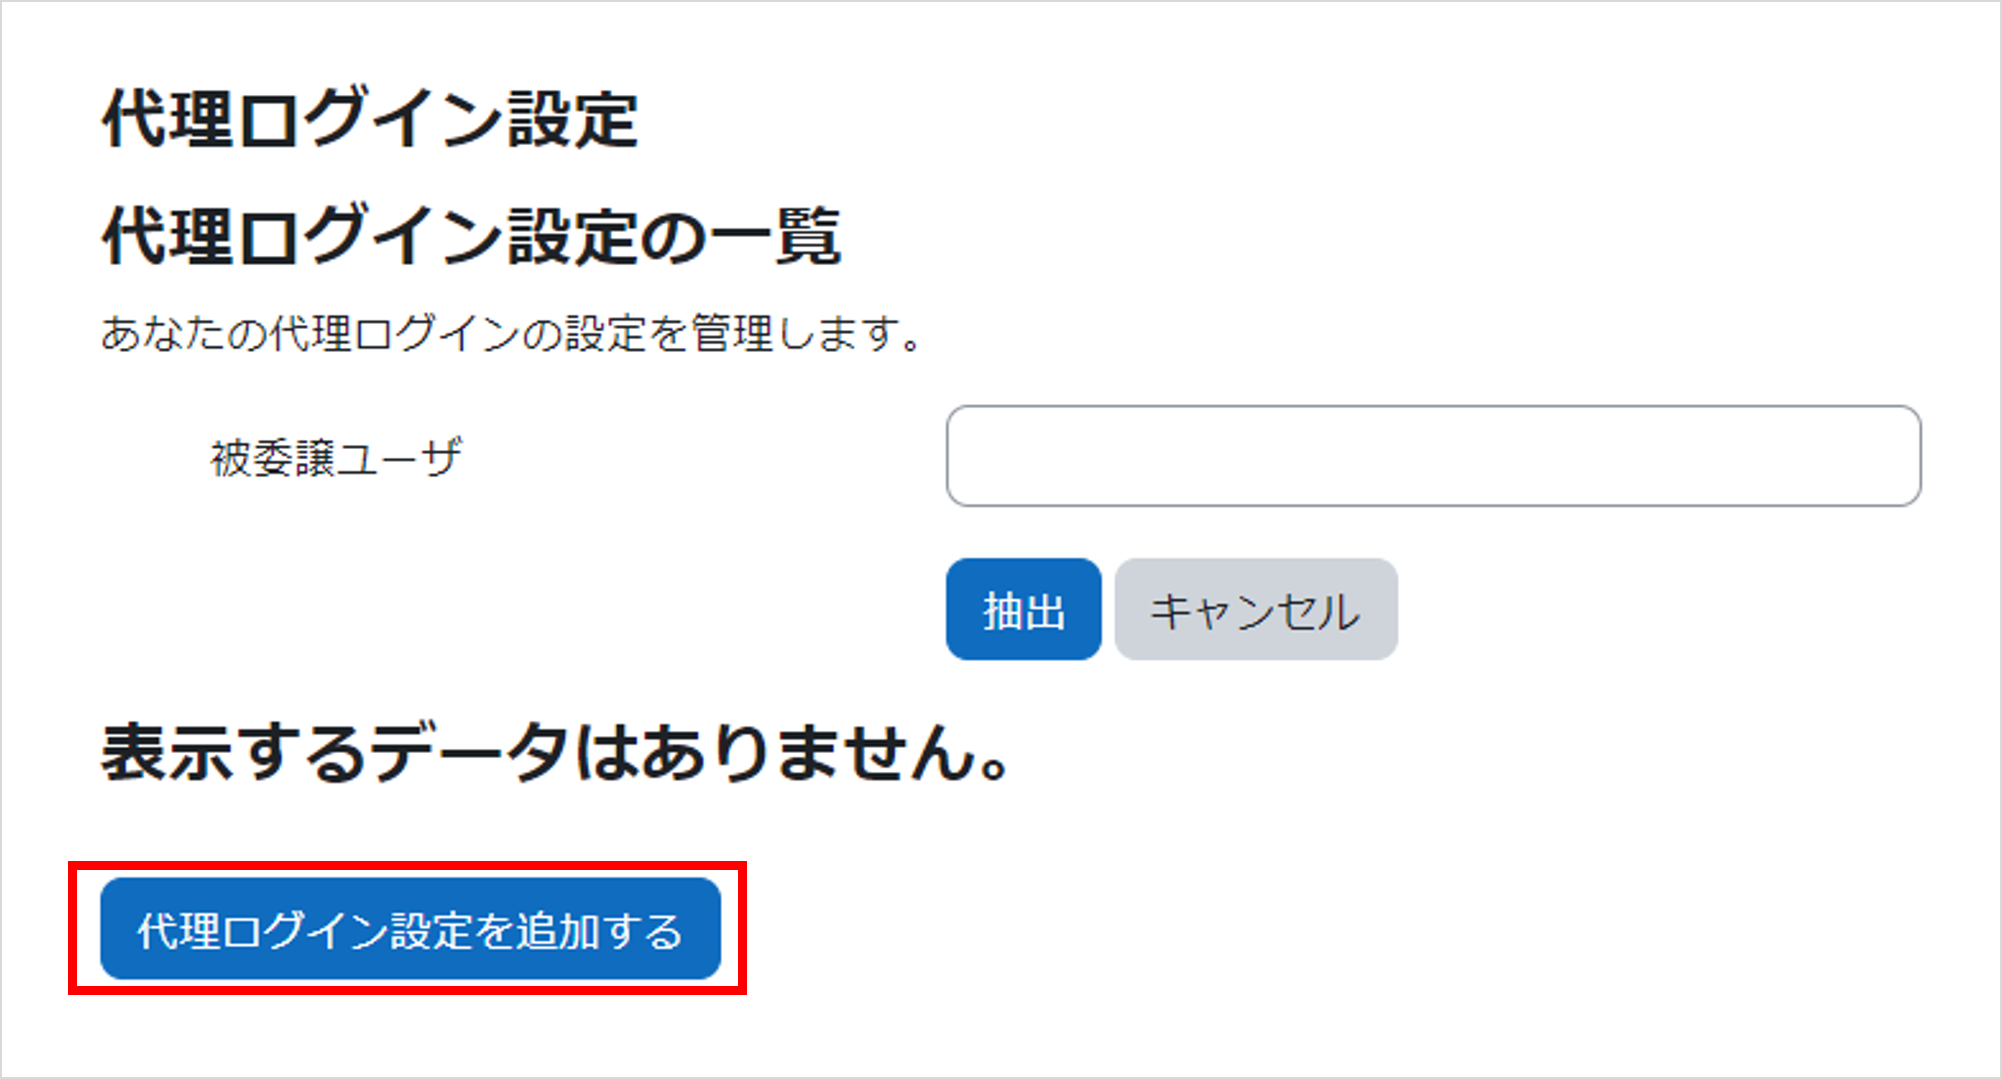 代理ログイン設定
代理ログイン設定の一覧
あなたの代理ログインの設定を管理します。
被委譲ユーザ
抽出 キャンセル
表示するデータはありません。
代理ログイン設定を追加する